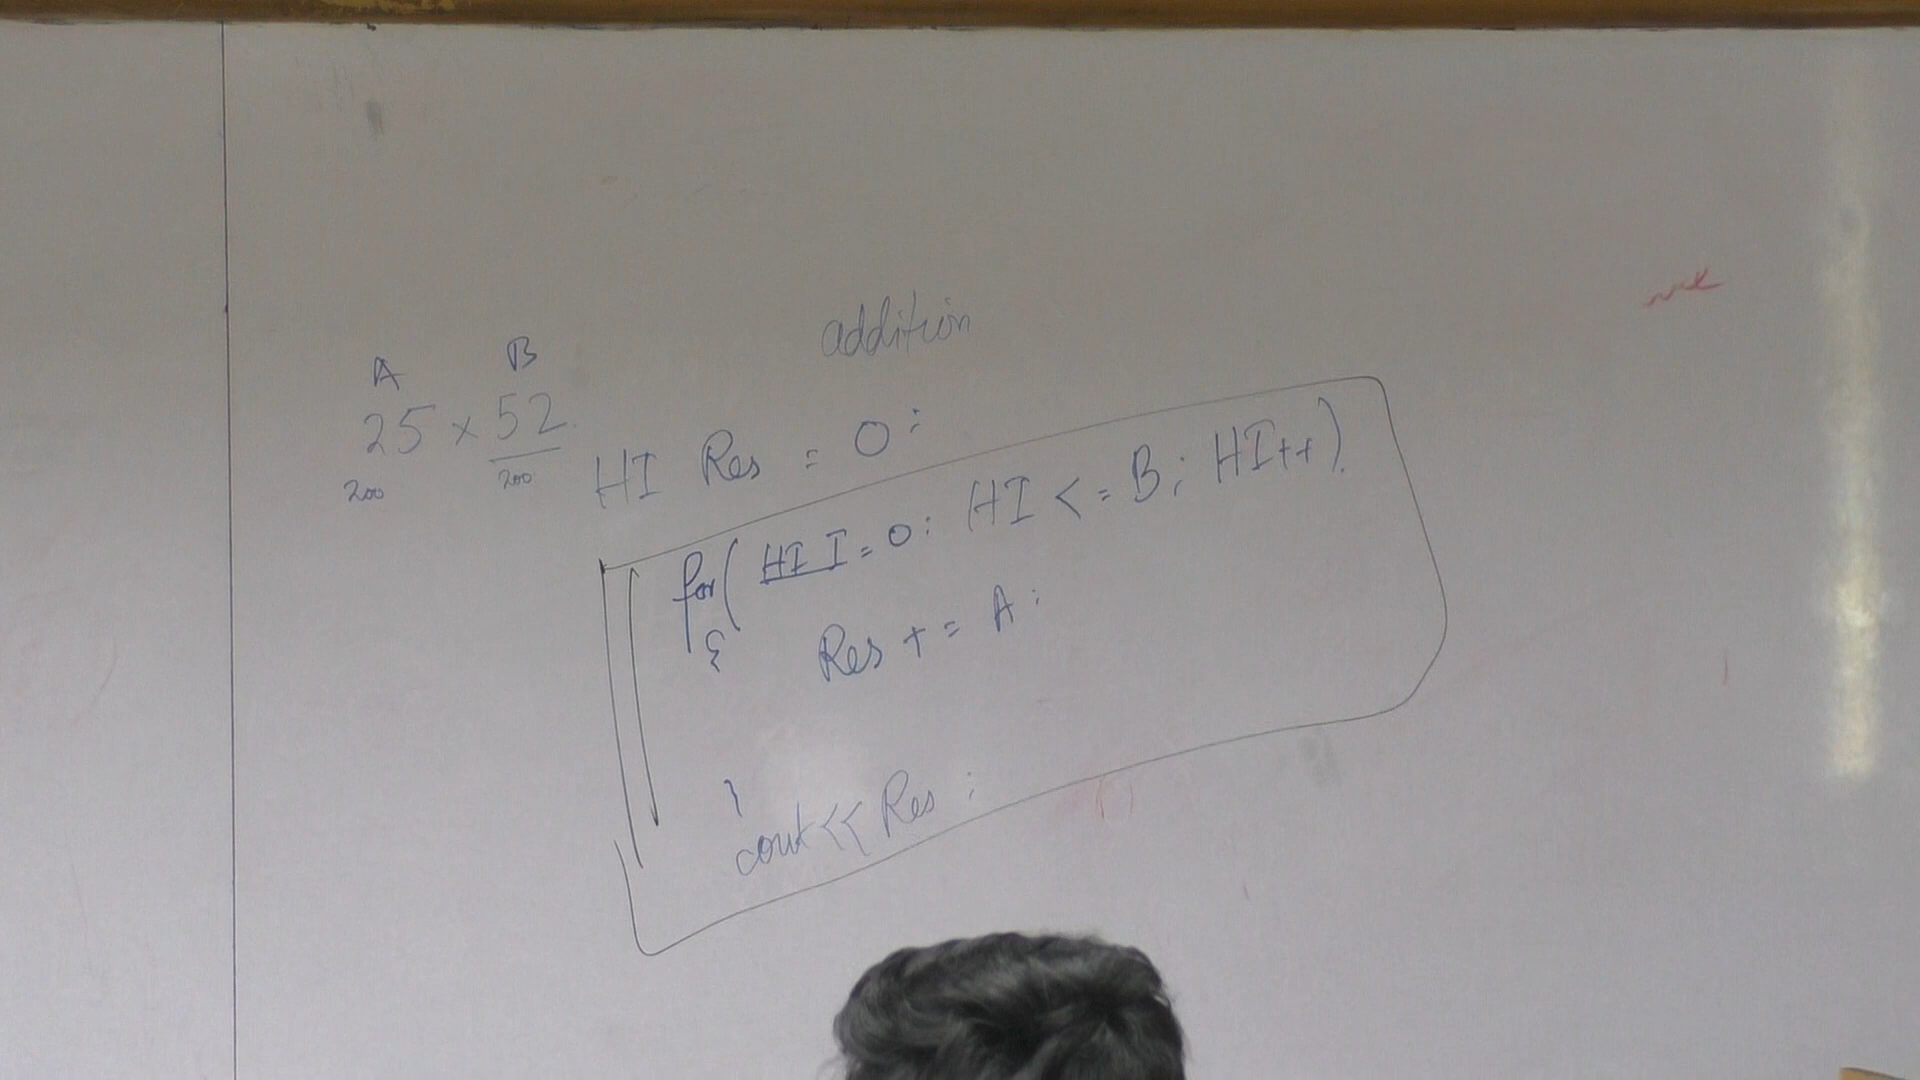 addition
A B
25 × 52
200 200
HI Res = 0;
for( HI I = 0; HI <= B; HI++)
{
Res += A;
}
cout << Res;